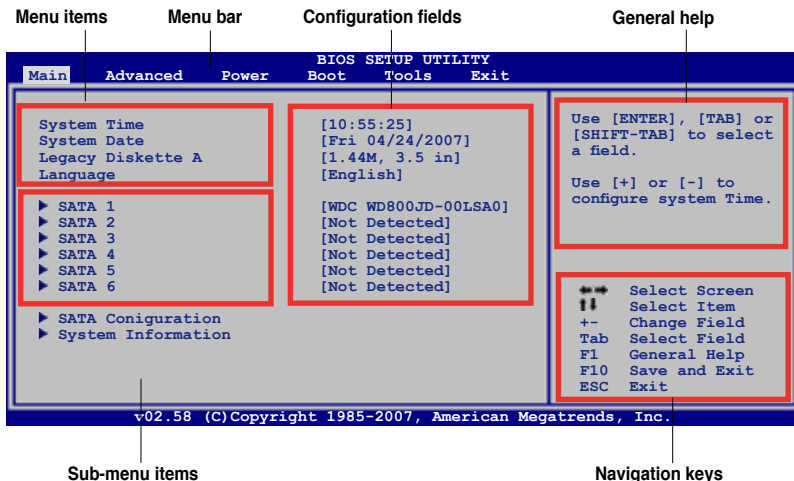 Menu items Menu bar Configuration fields General help
BIOS SETUP UTILITY
Main Advanced Power Boot Tools Exit
System Time [10:55:25]
System Date [Fri 04/24/2007]
Legacy Diskette A [1.44M, 3.5 in]
Language [English]
SATA 1 [WDC WD800JD-00LSA0]
SATA 2 [Not Detected]
SATA 3 [Not Detected]
SATA 4 [Not Detected]
SATA 5 [Not Detected]
SATA 6 [Not Detected]
SATA Coniguration
System Information
Use [ENTER], [TAB] or
[SHIFT-TAB] to select
a field.
Use [+] or [-] to
configure system Time.
Select Screen
Select Item
+- Change Field
Tab Select Field
F1 General Help
F10 Save and Exit
ESC Exit
v02.58 (C)Copyright 1985-2007, American Megatrends, Inc.
Sub-menu items Navigation keys